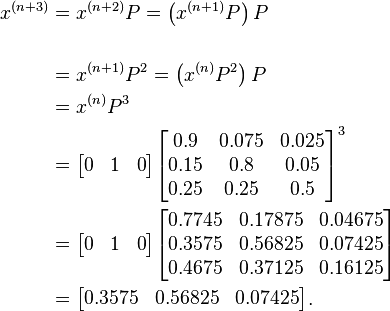 x^{(n+3)} = x^{(n+2)}P = (x^{(n+1)}P) P
= x^{(n+1)}P^2 = (x^{(n)}P^2) P
= x^{(n)}P^3
= [0 1 0] [0.9 0.075 0.025; 0.15 0.8 0.05; 0.25 0.25 0.5]^3
= [0 1 0] [0.7745 0.17875 0.04675; 0.3575 0.56825 0.07425; 0.4675 0.37125 0.16125]
= [0.3575 0.56825 0.07425].